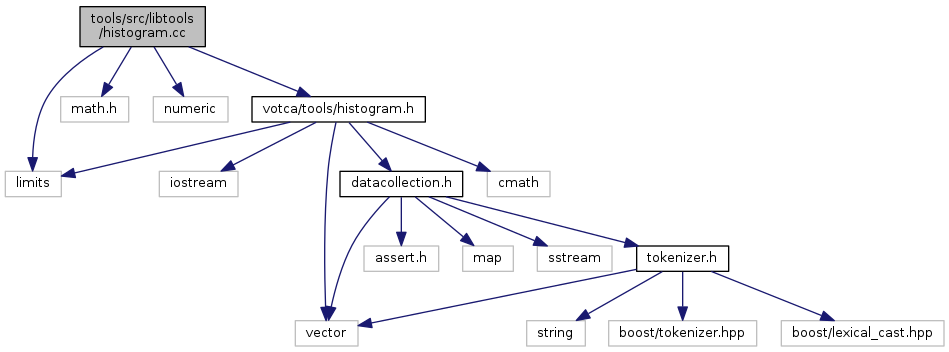 tools/src/libtools
/histogram.cc
math.h
numeric
votca/tools/histogram.h
limits
iostream
datacollection.h
cmath
assert.h
map
sstream
tokenizer.h
vector
string
boost/tokenizer.hpp
boost/lexical_cast.hpp